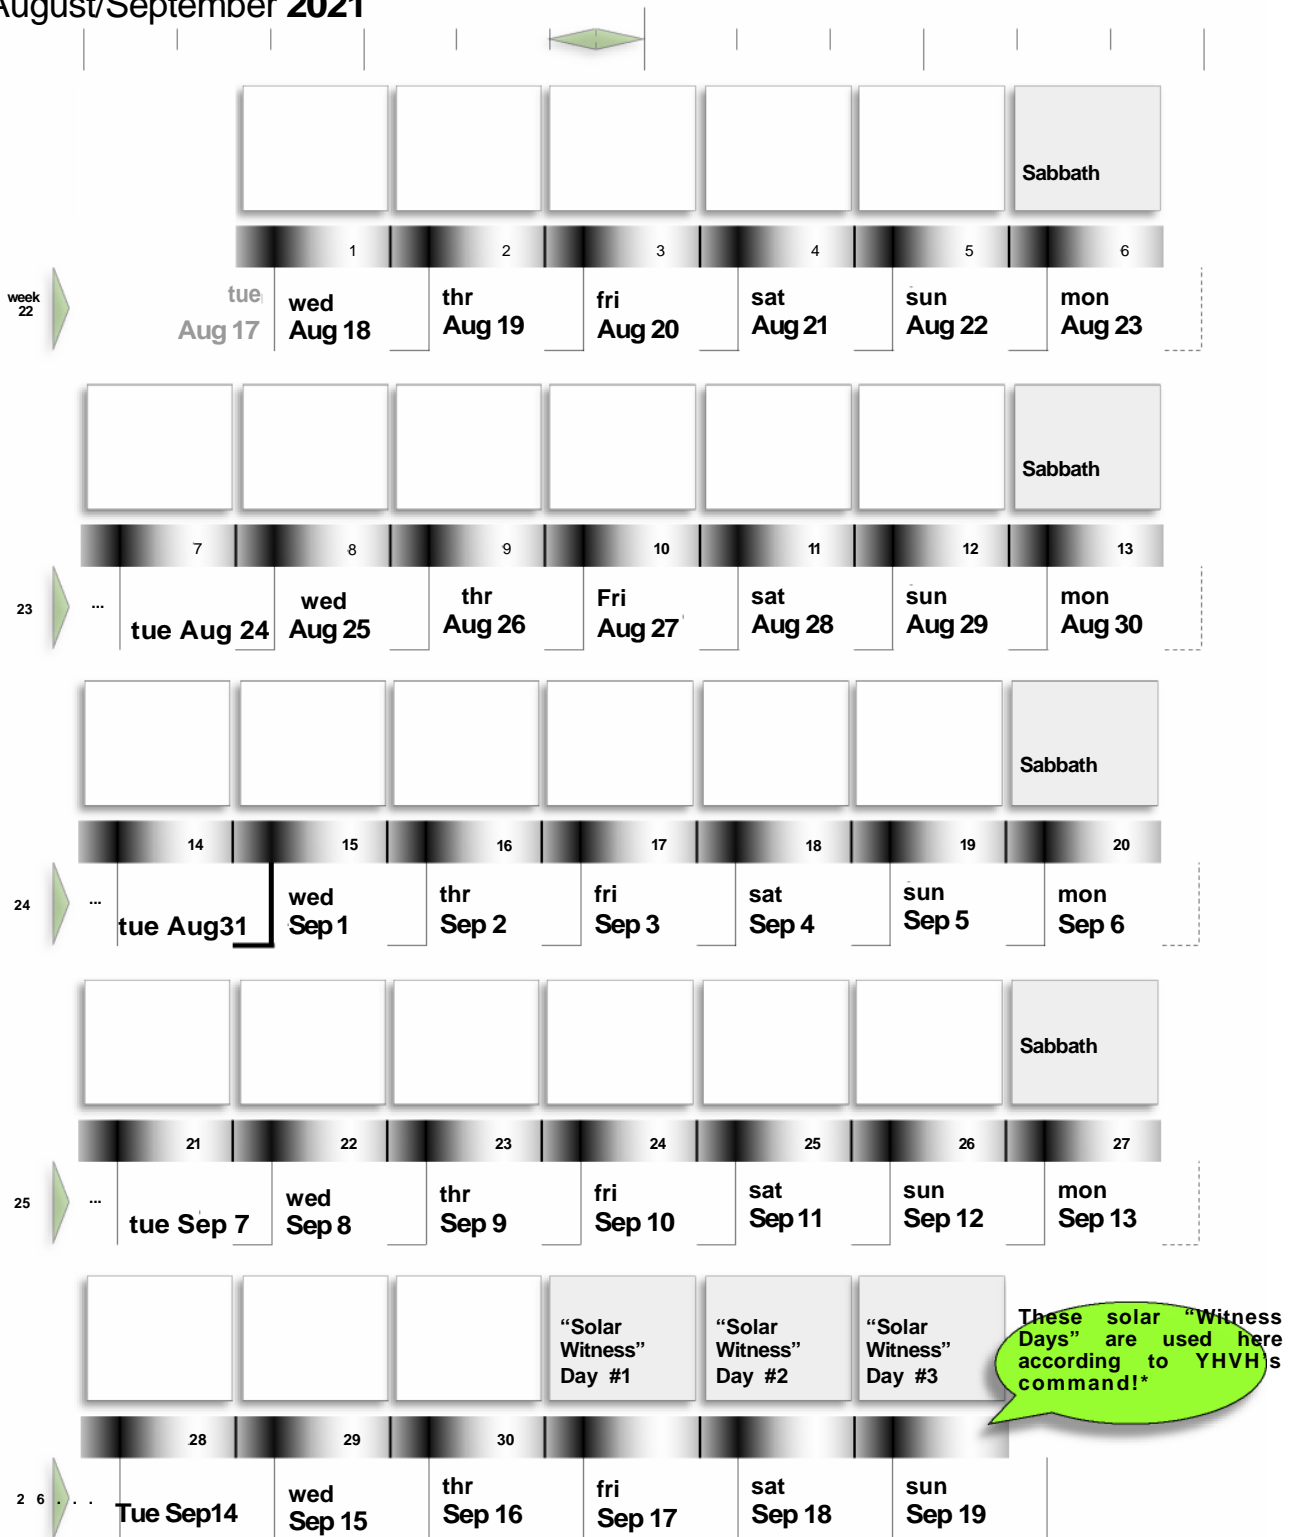 August/September 2021
Sabbath
1 2 3 4 5 6
week
22
tue
Aug 17
wed
Aug 18
thr
Aug 19
fri
Aug 20
sat
Aug 21
sun
Aug 22
mon
Aug 23
Sabbath
7 8 9 10 11 12 13
23
...
tue Aug 24
wed
Aug 25
thr
Aug 26
Fri
Aug 27
sat
Aug 28
sun
Aug 29
mon
Aug 30
Sabbath
14 15 16 17 18 19 20
24
...
tue Aug31
wed
Sep 1
thr
Sep 2
fri
Sep 3
sat
Sep 4
sun
Sep 5
mon
Sep 6
Sabbath
21 22 23 24 25 26 27
25
...
tue Sep 7
wed
Sep 8
thr
Sep 9
fri
Sep 10
sat
Sep 11
sun
Sep 12
mon
Sep 13
“Solar
Witness”
Day #1
“Solar
Witness”
Day #2
“Solar
Witness”
Day #3
These solar “Witness
Days” are used here
according to YHVH's
command!*
28 29 30
2 6 . . .
Tue Sep14
wed
Sep 15
thr
Sep 16
fri
Sep 17
sat
Sep 18
sun
Sep 19